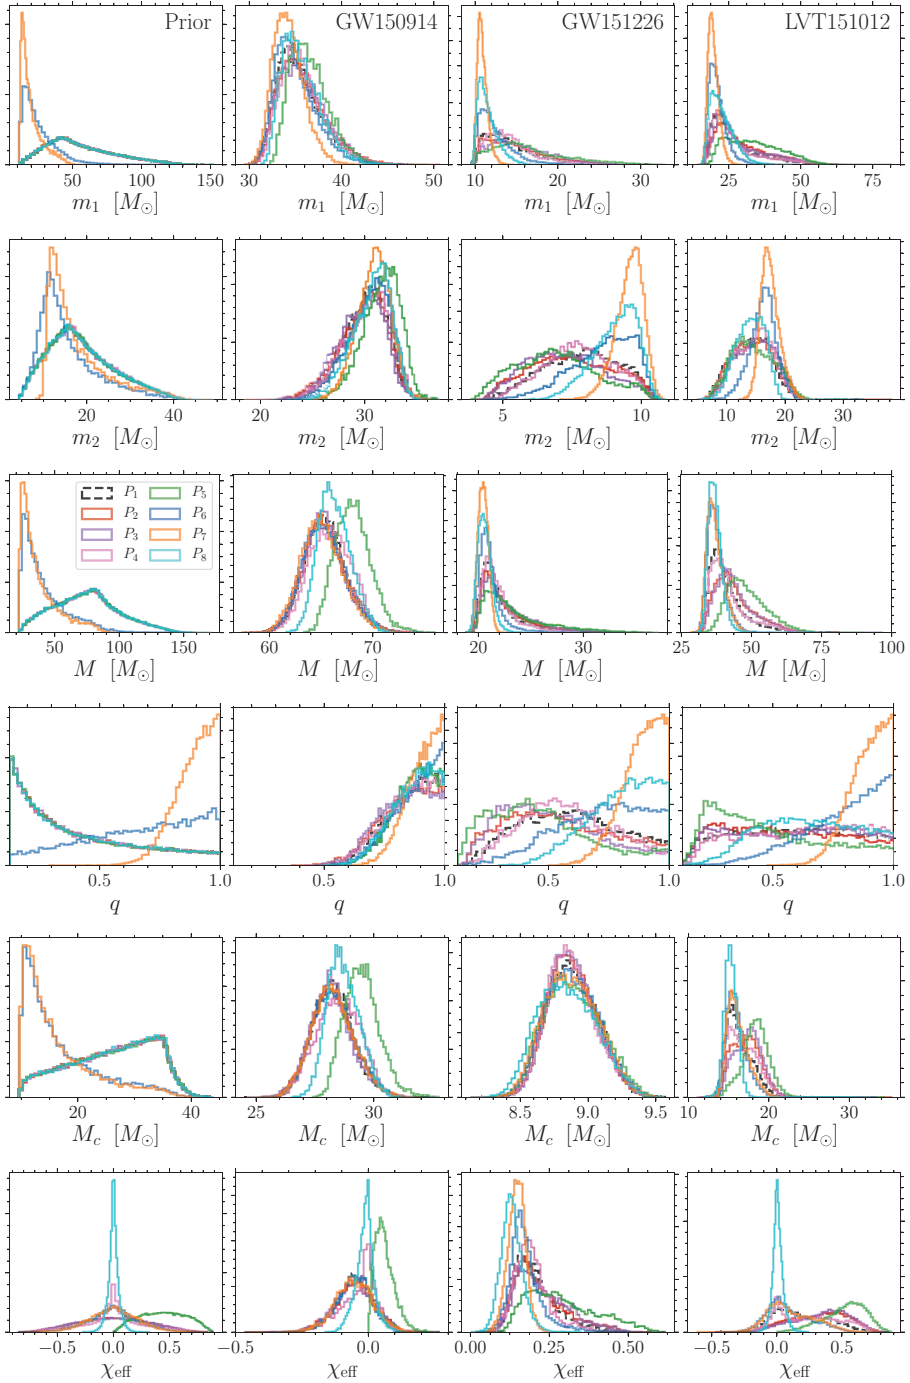 Prior GW150914 GW151226 LVT151012
50 100 150 30 40 50 10 20 30 25 50 75
m₁ [M⊙] m₁ [M⊙] m₁ [M⊙] m₁ [M⊙]
20 40 20 30 5 10 10 20 30
m₂ [M⊙] m₂ [M⊙] m₂ [M⊙] m₂ [M⊙]
P₁ P₅
P₂ P₆
P₃ P₇
P₄ P₈
50 100 150 60 70 20 30 25 50 75 100
M [M⊙] M [M⊙] M [M⊙] M [M⊙]
0.5 1.0 0.5 1.0 0.5 1.0 0.5 1.0
q q q q
20 40 25 30 8.5 9.0 9.5 10 20 30
M_c [M⊙] M_c [M⊙] M_c [M⊙] M_c [M⊙]
−0.5 0.0 0.5 −0.5 0.0 0.00 0.25 0.50 −0.5 0.0 0.5
χeff χeff χeff χeff